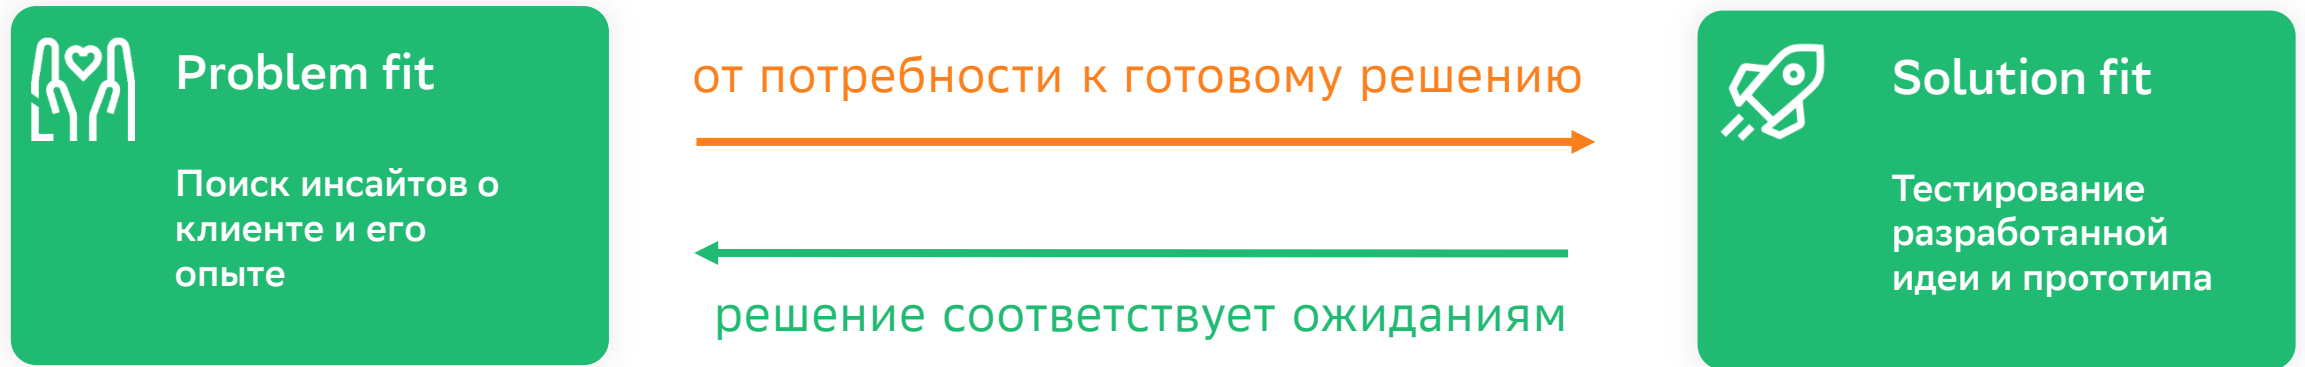 Problem fit
Поиск инсайтов о
клиенте и его
опыте
от потребности к готовому решению
решение соответствует ожиданиям
Solution fit
Тестирование
разработанной
идеи и прототипа